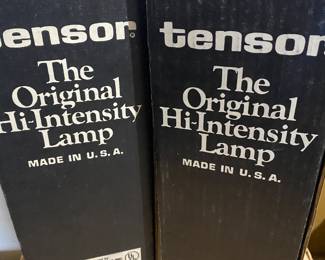 tensor
The
Original
Hi-Intensity
Lamp
MADE IN U.S.A.
tensor
The
Original
Hi-Intensity
Lamp
MADE IN U.S.A.